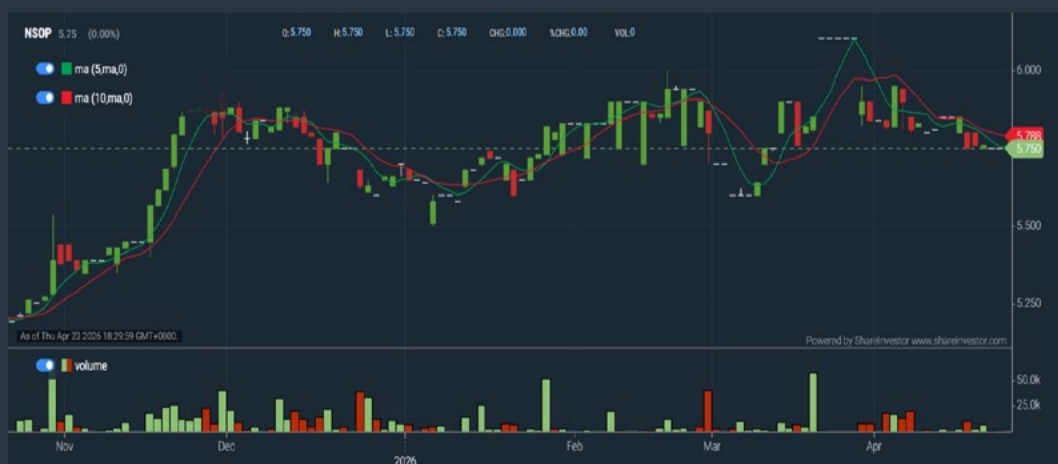 NSOP 5.75 (0.00%) O: 5.750 H: 5.750 L: 5.750 C: 5.750 CHG:0.000 %CHG:0.00 VOL:0
ma (5,ma,0)
ma (10,ma,0)
6.000
5.788
5.750
5.500
5.250
As of Thu Apr 23 2026 18:29:59 GMT+0800.
Powered by ShareInvestor www.shareinvestor.com
volume
50.0k
25.0k
Nov Dec Feb Mar Apr
2026